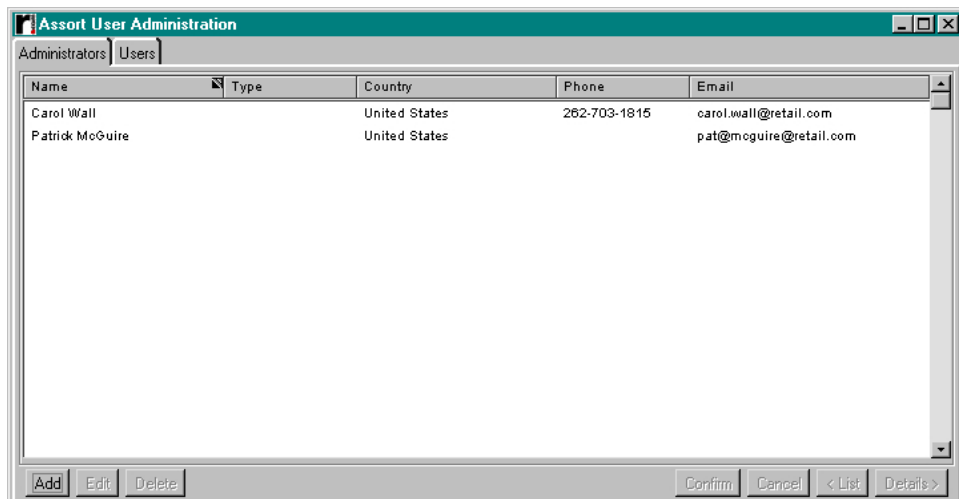 Assort User Administration
Administrators Users
Name Type Country Phone Email
Carol Wall United States 262-703-1815 carol.wall@retail.com
Patrick McGuire United States pat@mcguire@retail.com
Add Edit Delete Confirm Cancel < List Details >